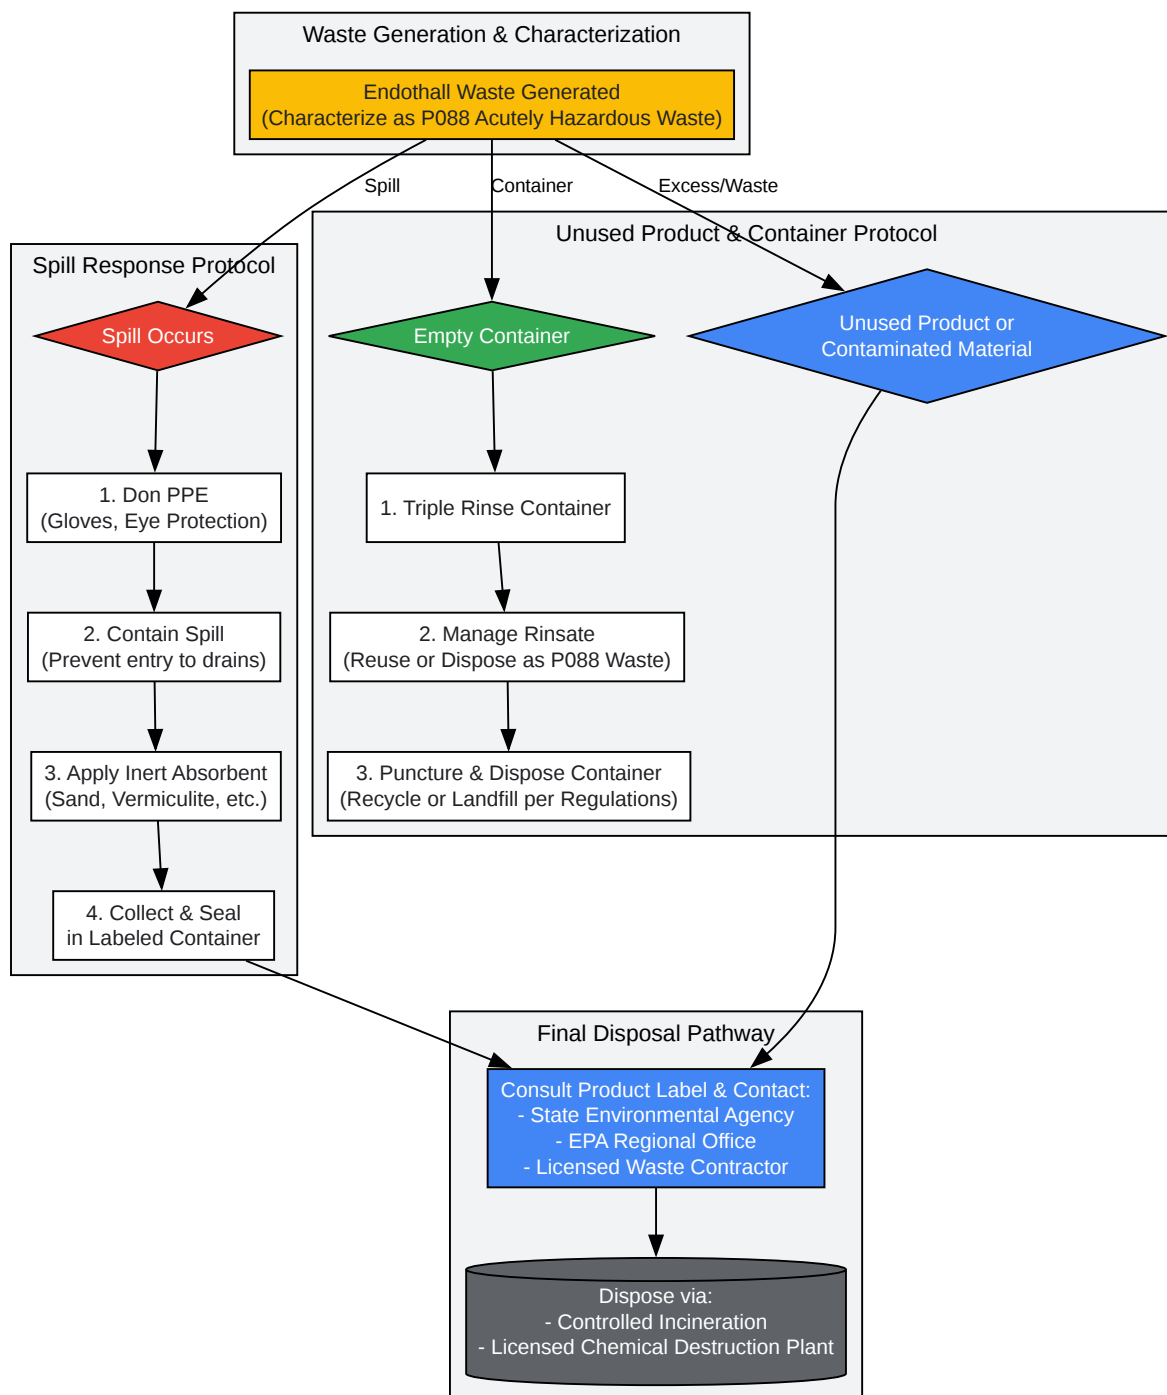 Waste Generation & Characterization
Endothall Waste Generated
(Characterize as P088 Acutely Hazardous Waste)
Spill
Container
Excess/Waste
Unused Product & Container Protocol
Spill Response Protocol
Spill Occurs
Empty Container
Unused Product or
Contaminated Material
1. Don PPE
(Gloves, Eye Protection)
1. Triple Rinse Container
2. Contain Spill
(Prevent entry to drains)
2. Manage Rinsate
(Reuse or Dispose as P088 Waste)
3. Apply Inert Absorbent
(Sand, Vermiculite, etc.)
3. Puncture & Dispose Container
(Recycle or Landfill per Regulations)
4. Collect & Seal
in Labeled Container
Final Disposal Pathway
Consult Product Label & Contact:
- State Environmental Agency
- EPA Regional Office
- Licensed Waste Contractor
Dispose via:
- Controlled Incineration
- Licensed Chemical Destruction Plant